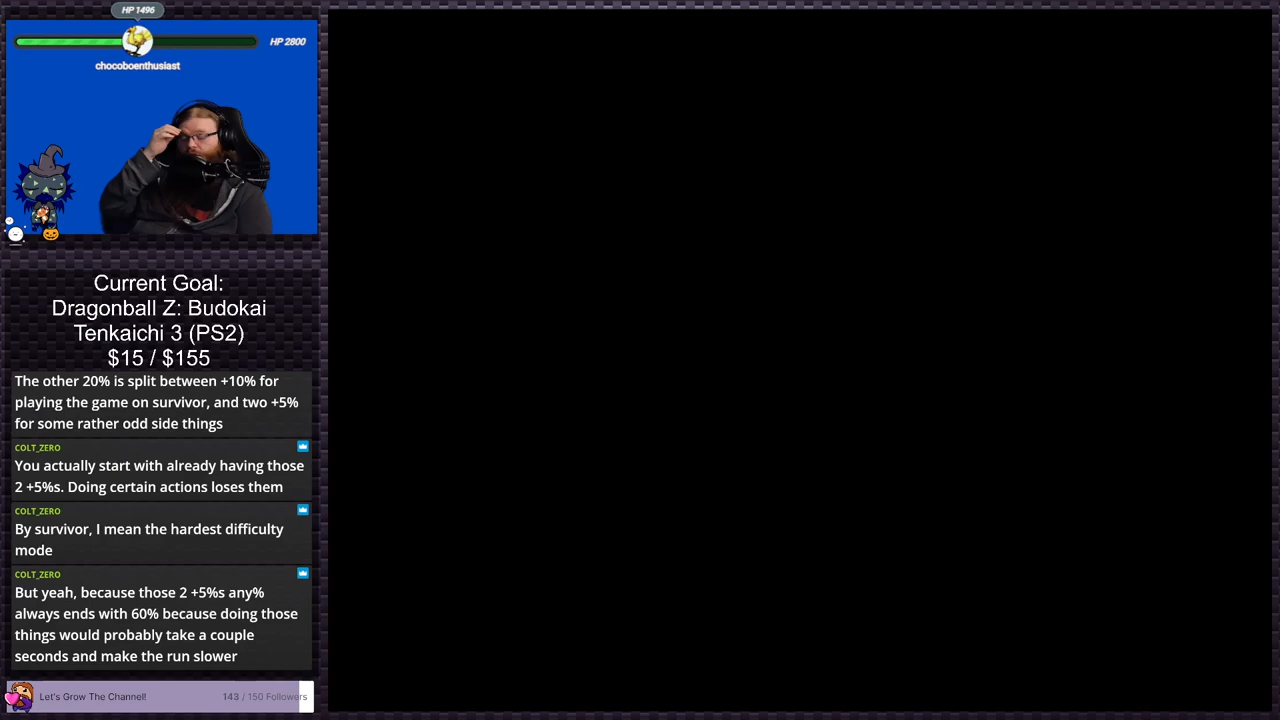 HP 1496
HP 2800
chocoboenthusiast
Current Goal:
Dragonball Z: Budokai
Tenkaichi 3 (PS2)
$15 / $155
The other 20% is split between +10% for
playing the game on survivor, and two +5%
for some rather odd side things
COLT_ZERO
You actually start with already having those
2 +5%s. Doing certain actions loses them
COLT_ZERO
By survivor, I mean the hardest difficulty
mode
COLT_ZERO
But yeah, because those 2 +5%s any%
always ends with 60% because doing those
things would probably take a couple
seconds and make the run slower
Let's Grow The Channel!
143 / 150 Followers